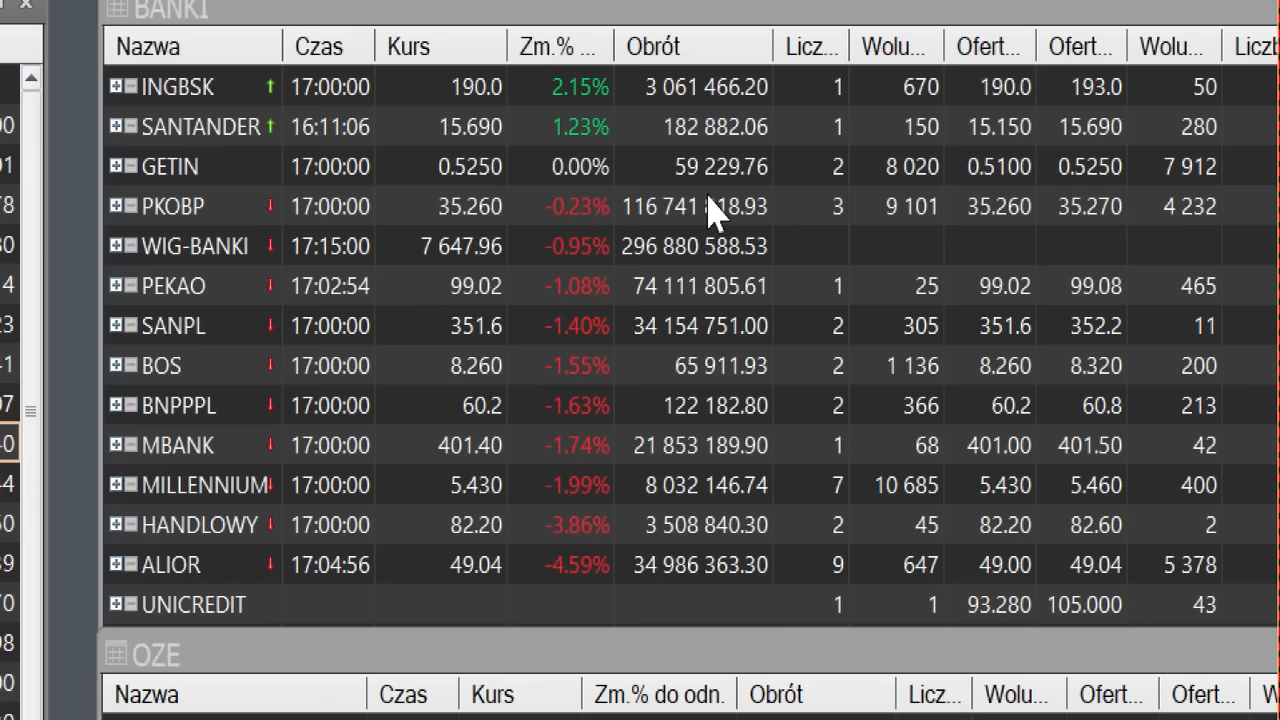 x
BANKI
Nazwa Czas Kurs Zm.% ... Obrót Licz... Wolu... Ofert... Ofert... Wolu...
INGBSK 17:00:00 190.0 2.15% 3 061 466.20 1 670 190.0 193.0 50
SANTANDER 16:11:06 15.690 1.23% 182 882.06 1 150 15.150 15.690 280
GETIN 17:00:00 0.5250 0.00% 59 229.76 2 8 020 0.5100 0.5250 7 912
PKOBP 17:00:00 35.260 -0.23% 116 741 3 9 101 35.260 35.270 4 232
WIG-BANKI 17:15:00 7 647.96 -0.95% 296 880 588.53
PEKAO 17:02:54 99.02 -1.08% 74 111 805.61 1 25 99.02 99.08 465
SANPL 17:00:00 351.6 -1.40% 34 154 751.00 2 305 351.6 352.2 11
BOS 17:00:00 8.260 -1.55% 65 911.93 2 1 136 8.260 8.320 200
BNPPPL 17:00:00 60.2 -1.63% 122 182.80 2 366 60.2 60.8 213
MBANK 17:00:00 401.40 -1.74% 21 853 189.90 1 68 401.00 401.50 42
MILLENNIUM 17:00:00 5.430 -1.99% 8 032 146.74 7 10 685 5.430 5.460 400
HANDLOWY 17:00:00 82.20 -3.86% 3 508 840.30 2 45 82.20 82.60 2
ALIOR 17:04:56 49.04 -4.59% 34 986 363.30 9 647 49.00 49.04 5 378
UNICREDIT 1 1 93.280 105.000 43
OZE
Nazwa Czas Kurs Zm.% do odn. Obrót Licz... Wolu... Ofert... Ofert...